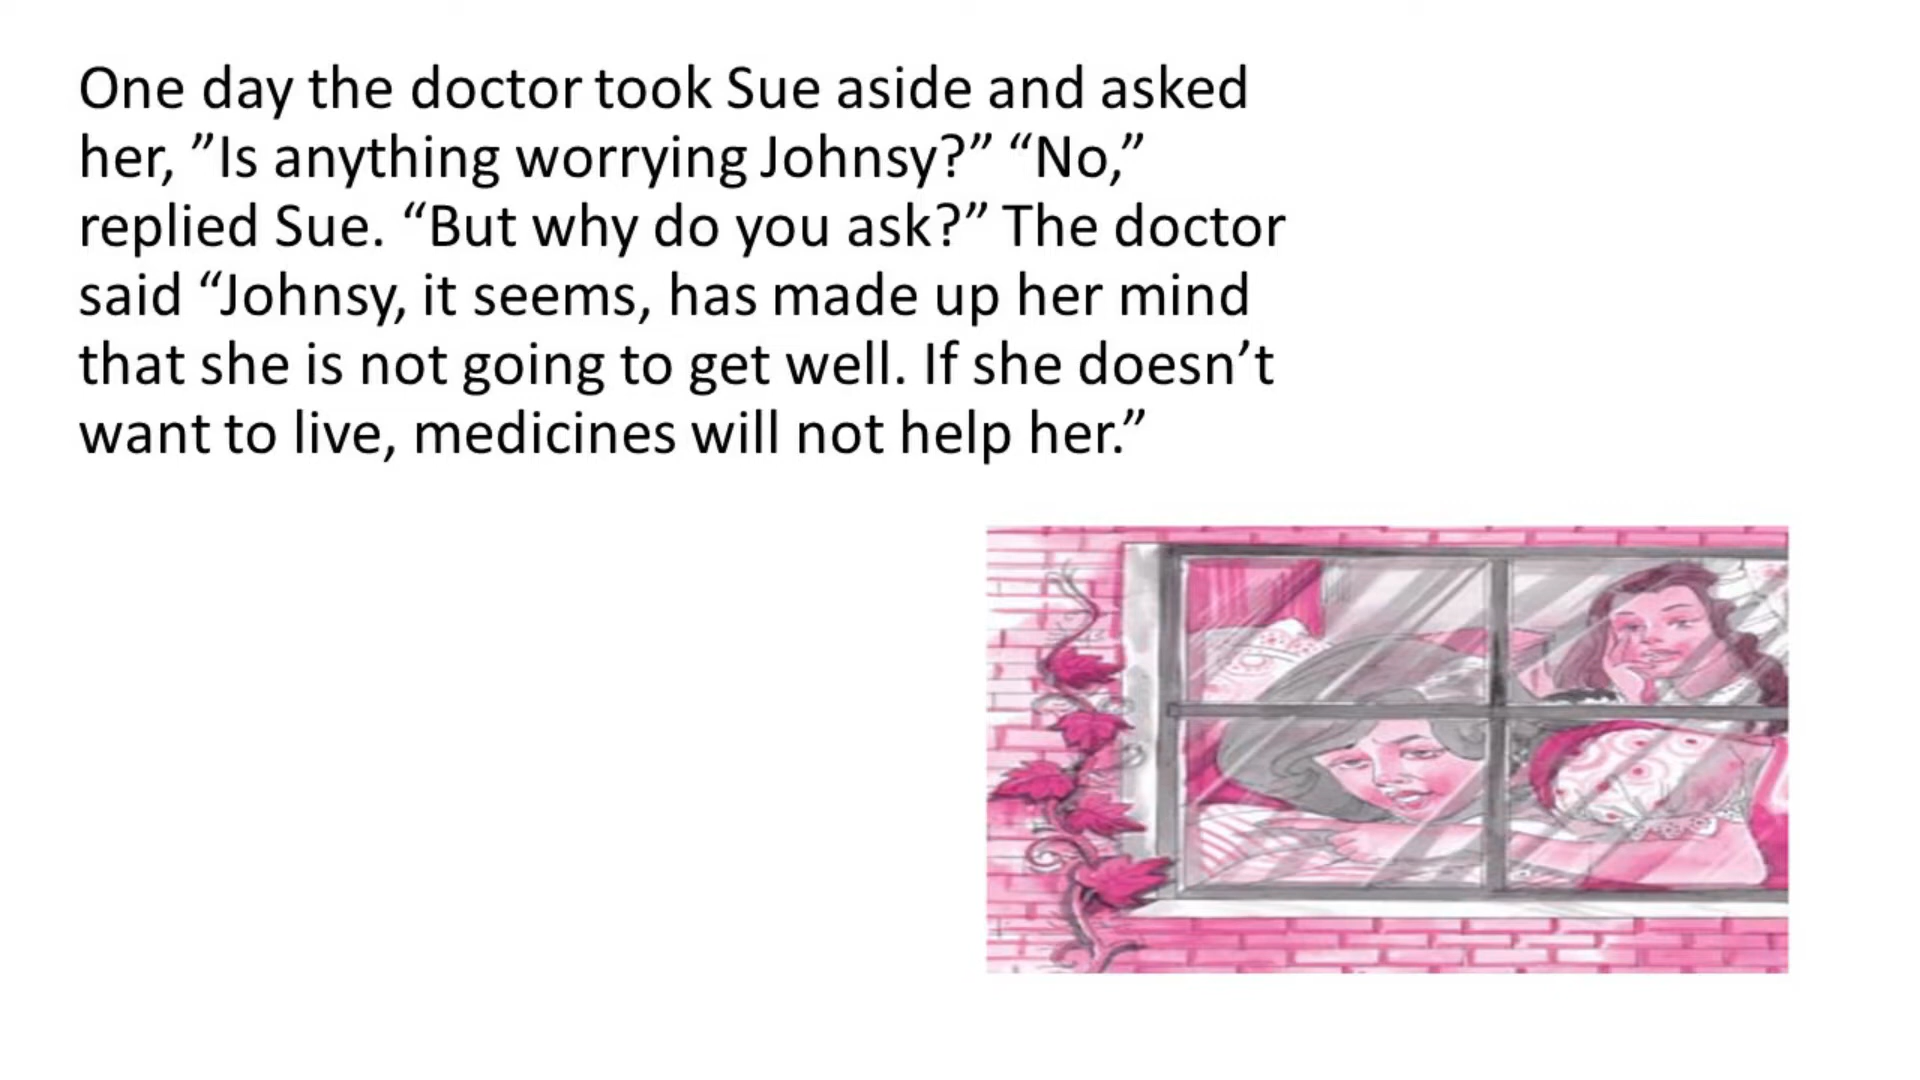 One day the doctor took Sue aside and asked
her, ”Is anything worrying Johnsy?” “No,”
replied Sue. “But why do you ask?” The doctor
said “Johnsy, it seems, has made up her mind
that she is not going to get well. If she doesn’t
want to live, medicines will not help her.”